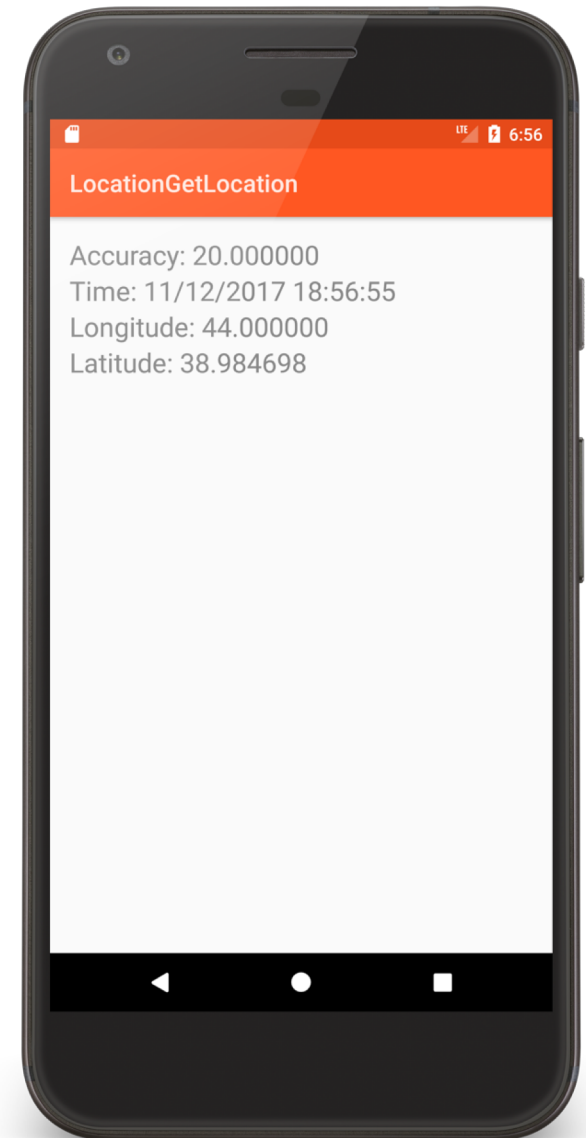 LTE 6:56
LocationGetLocation
Accuracy: 20.000000
Time: 11/12/2017 18:56:55
Longitude: 44.000000
Latitude: 38.984698